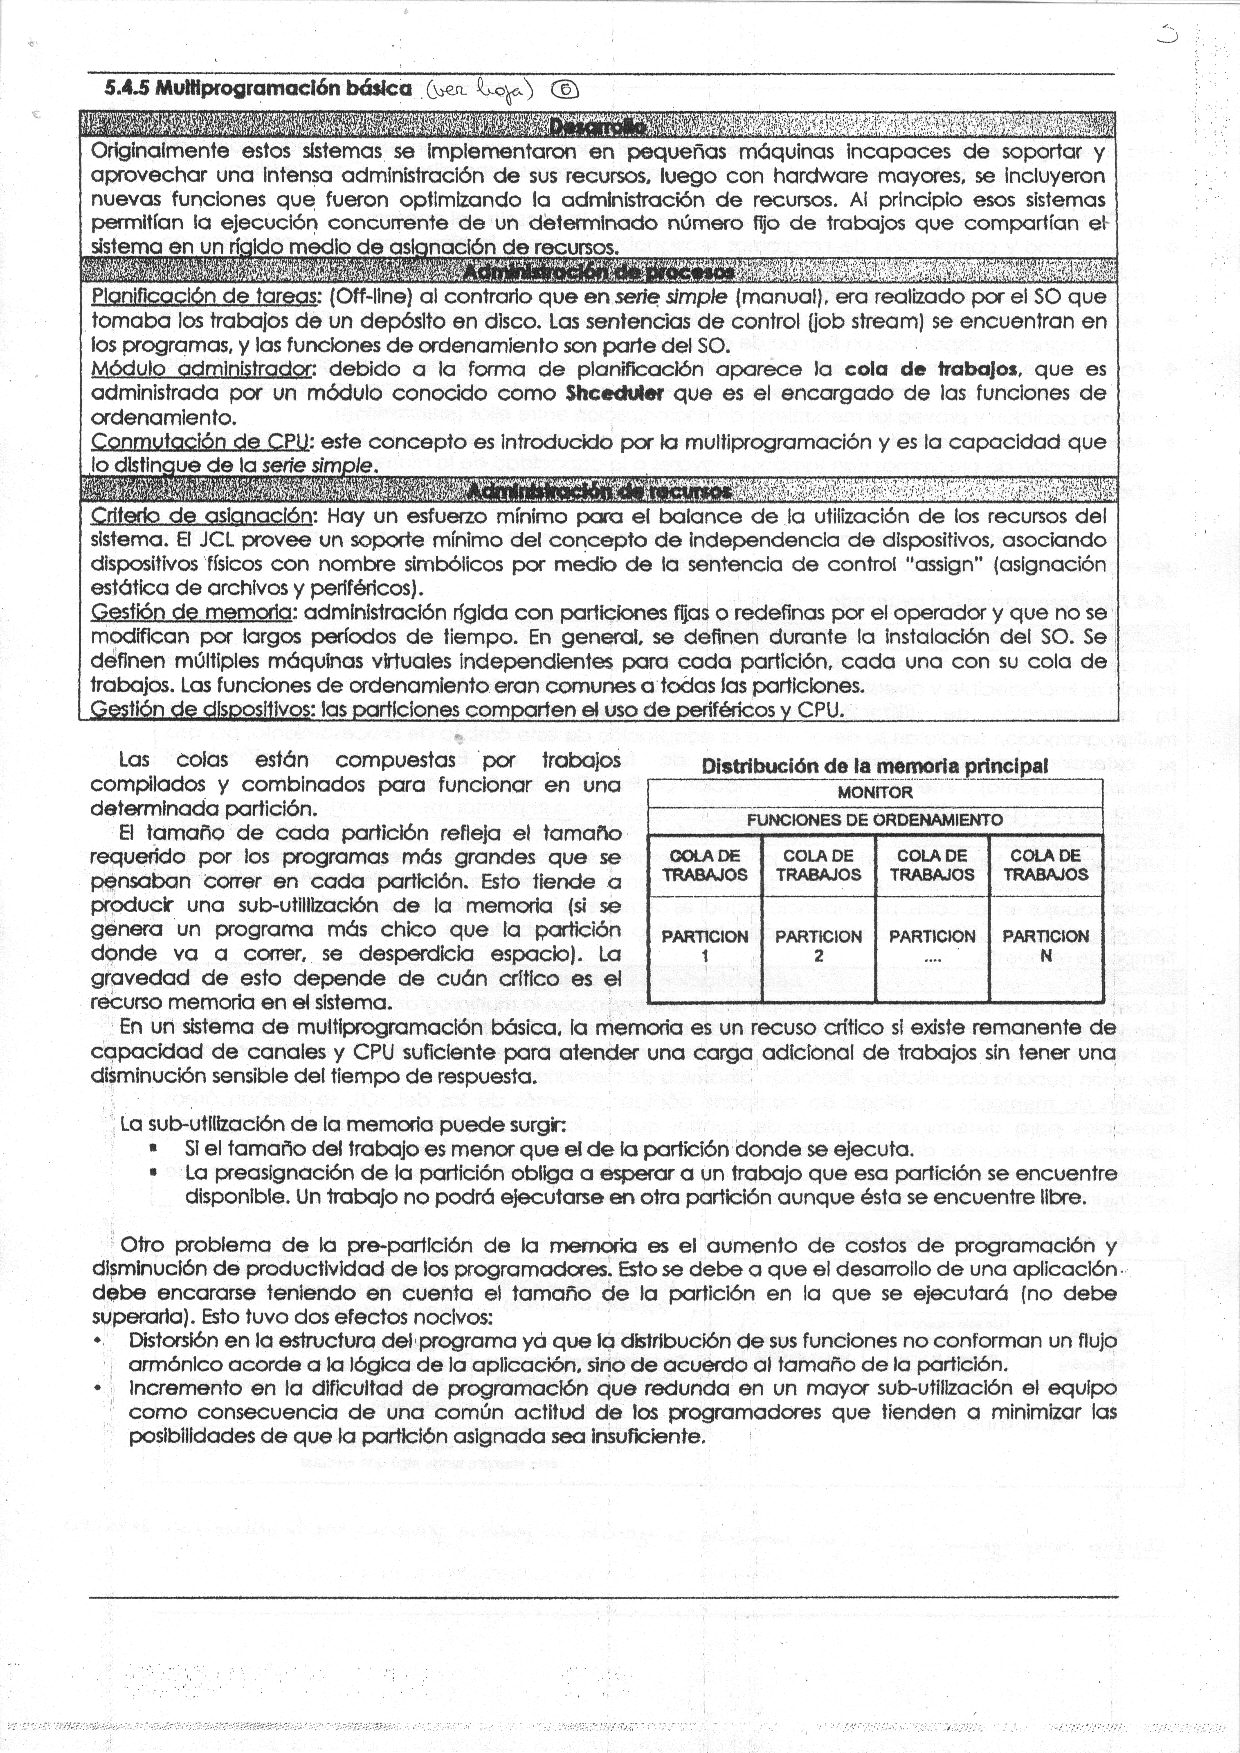 5.4.5 Multiprogramación básica (ver hoja) 6
Desarrollo
Originalmente estos sistemas se implementaron en pequeñas máquinas incapaces de soportar y
aprovechar una intensa administración de sus recursos, luego con hardware mayores, se incluyeron
nuevas funciones que fueron optimizando la administración de recursos. Al principio esos sistemas
permitían la ejecución concurrente de un determinado número fijo de trabajos que compartían el
sistema en un rígido medio de asignación de recursos.
Administración de procesos
Planificación de tareas: (Off-line) al contrario que en serie simple (manual), era realizado por el SO que
tomaba los trabajos de un depósito en disco. Las sentencias de control (job stream) se encuentran en
los programas, y las funciones de ordenamiento son parte del SO.
Módulo administrador: debido a la forma de planificación aparece la cola de trabajos, que es
administrada por un módulo conocido como Shceduler que es el encargado de las funciones de
ordenamiento.
Conmutación de CPU: este concepto es introducido por la multiprogramación y es la capacidad que
lo distingue de la serie simple.
Administración de recursos
Criterio de asignación: Hay un esfuerzo mínimo para el balance de la utilización de los recursos del
sistema. El JCL provee un soporte mínimo del concepto de independencia de dispositivos, asociando
dispositivos físicos con nombre simbólicos por medio de la sentencia de control "assign" (asignación
estática de archivos y periféricos).
Gestión de memoria: administración rígida con particiones fijas o redefinas por el operador y que no se
modifican por largos períodos de tiempo. En general, se definen durante la instalación del SO. Se
definen múltiples máquinas virtuales independientes para cada partición, cada una con su cola de
trabajos. Las funciones de ordenamiento eran comunes a todas las particiones.
Gestión de dispositivos: las particiones comparten el uso de periféricos y CPU.
Las colas están compuestas por trabajos
compilados y combinados para funcionar en una
determinada partición.
El tamaño de cada partición refleja el tamaño
requerido por los programas más grandes que se
pensaban correr en cada partición. Esto tiende a
producir una sub-utililización de la memoria (si se
genera un programa más chico que la partición
donde va a correr, se desperdicia espacio). La
gravedad de esto depende de cuán crítico es el
recurso memoria en el sistema.
Distribución de la memoria principal
MONITOR
FUNCIONES DE ORDENAMIENTO
COLA DE COLA DE COLA DE COLA DE
TRABAJOS TRABAJOS TRABAJOS TRABAJOS
PARTICION PARTICION PARTICION PARTICION
1 2 .... N
En un sistema de multiprogramación básica, la memoria es un recuso crítico si existe remanente de
capacidad de canales y CPU suficiente para atender una carga adicional de trabajos sin tener una
disminución sensible del tiempo de respuesta.
La sub-utilización de la memoria puede surgir:
▪ Si el tamaño del trabajo es menor que el de la partición donde se ejecuta.
▪ La preasignación de la partición obliga a esperar a un trabajo que esa partición se encuentre
disponible. Un trabajo no podrá ejecutarse en otra partición aunque ésta se encuentre libre.
Otro problema de la pre-partición de la memoria es el aumento de costos de programación y
disminución de productividad de los programadores. Esto se debe a que el desarrollo de una aplicación
debe encararse teniendo en cuenta el tamaño de la partición en la que se ejecutará (no debe
superarla). Esto tuvo dos efectos nocivos:
• Distorsión en la estructura del programa ya que la distribución de sus funciones no conforman un flujo
armónico acorde a la lógica de la aplicación, sino de acuerdo al tamaño de la partición.
• Incremento en la dificultad de programación que redunda en un mayor sub-utilización el equipo
como consecuencia de una común actitud de los programadores que tienden a minimizar las
posibilidades de que la partición asignada sea insuficiente.